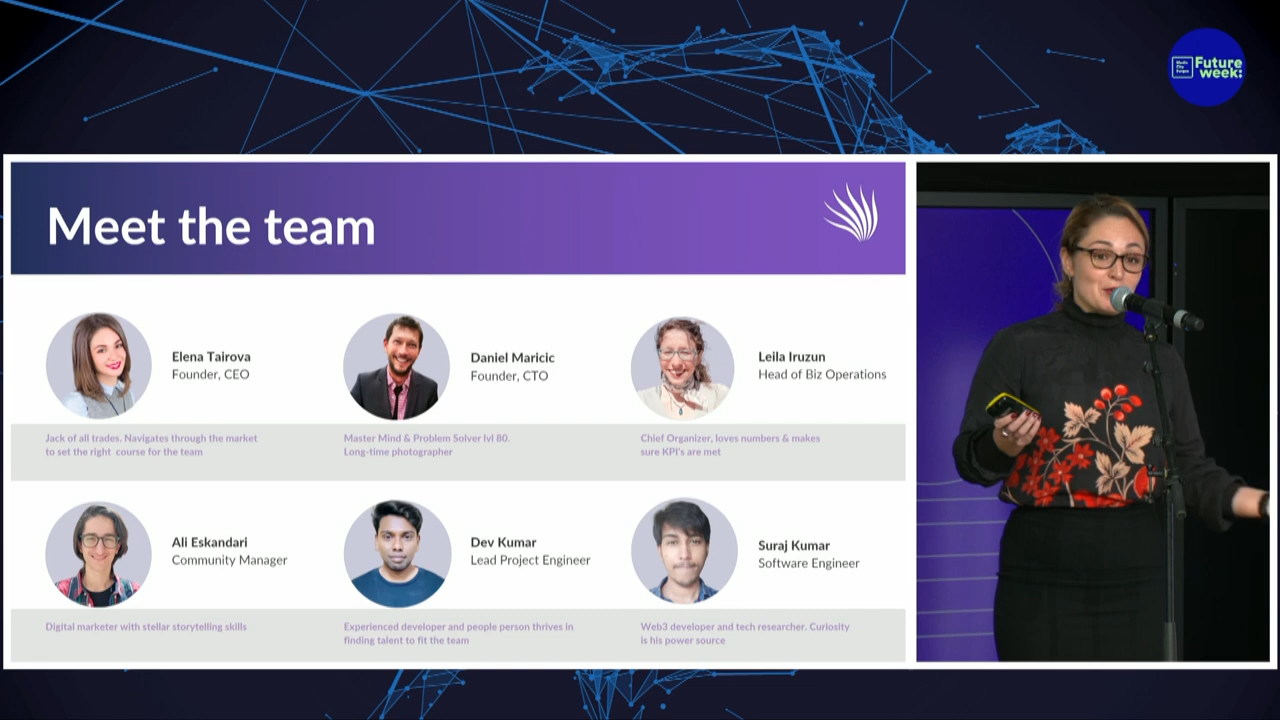 Media
City
Bergen
Future
week:
Meet the team
Elena Tairova
Founder, CEO
Daniel Maricic
Founder, CTO
Leila Iruzun
Head of Biz Operations
Jack of all trades. Navigates through the market
to set the right course for the team
Master Mind & Problem Solver lvl 80.
Long-time photographer
Chief Organizer, loves numbers & makes
sure KPI's are met
Ali Eskandari
Community Manager
Dev Kumar
Lead Project Engineer
Suraj Kumar
Software Engineer
Digital marketer with stellar storytelling skills
Experienced developer and people person thrives in
finding talent to fit the team
Web3 developer and tech researcher. Curiosity
is his power source